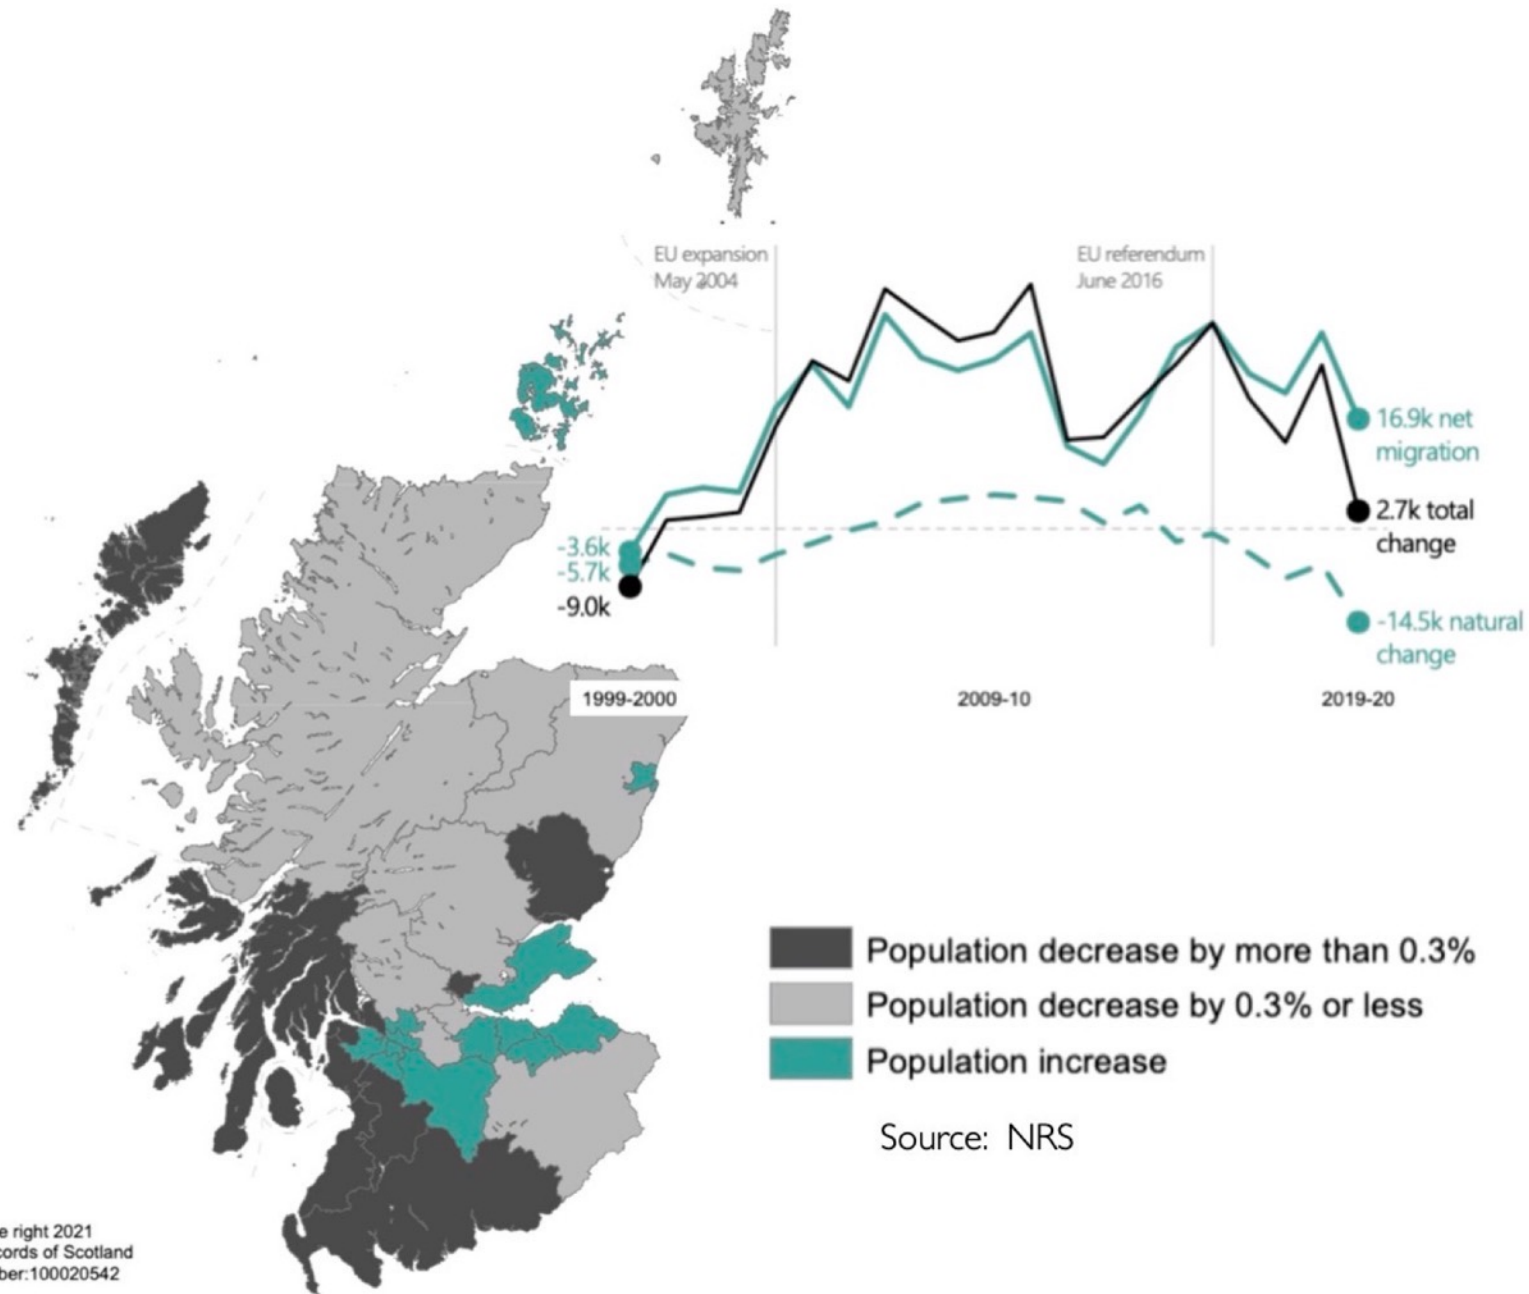 EU expansion
May 2004
EU referendum
June 2016
16.9k net
migration
2.7k total
change
-3.6k
-5.7k
-9.0k
-14.5k natural
change
1999-2000
2009-10
2019-20
Population decrease by more than 0.3%
Population decrease by 0.3% or less
Population increase
Source: NRS
e right 2021
cords of Scotland
ber:100020542